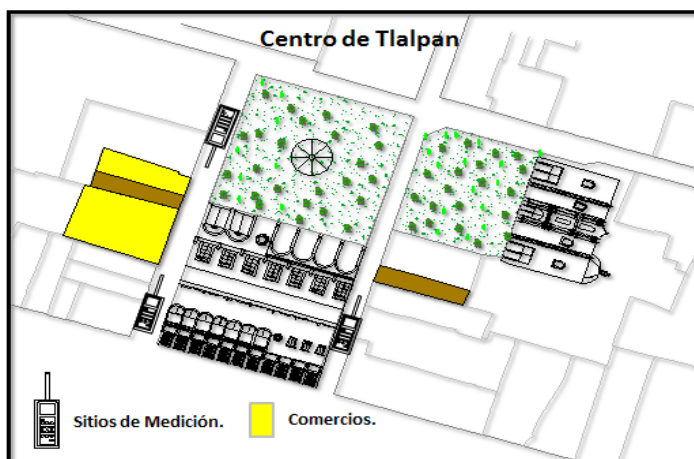 Centro de Tlalpan
Sitios de Medición.
Comercios.